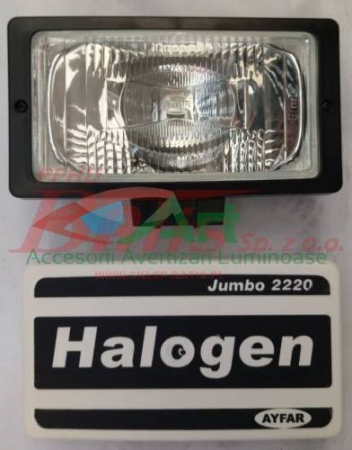 Sp. z o.o.
Accesorii Avertizari Luminoase
Jumbo 2220
Halogen
AYFAR